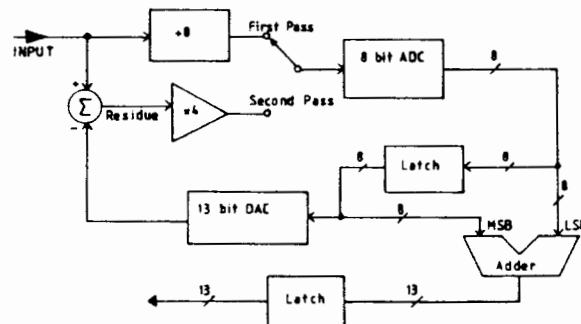 First Pass
÷8
INPUT
8 bit ADC
8
+
Σ
-
Residue
×4
Second Pass
8
Latch
8
8
13 bit DAC
8
MSB
LSB
Adder
13
Latch
13